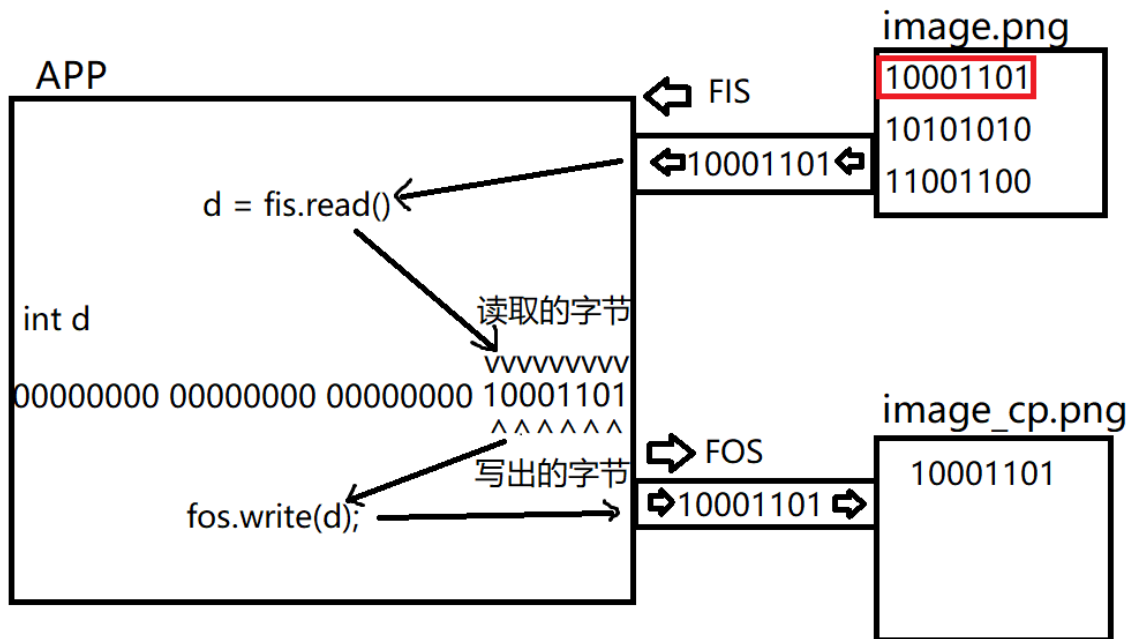 image.png
APP
10001101
FIS
10101010
10001101
11001100
d = fis.read()
读取的字节
int d
vvvvvvvvv
00000000 00000000 00000000 10001101
^ ^ ^ ^ ^ ^
image_cp.png
FOS
10001101
写出的字节
10001101
fos.write(d);